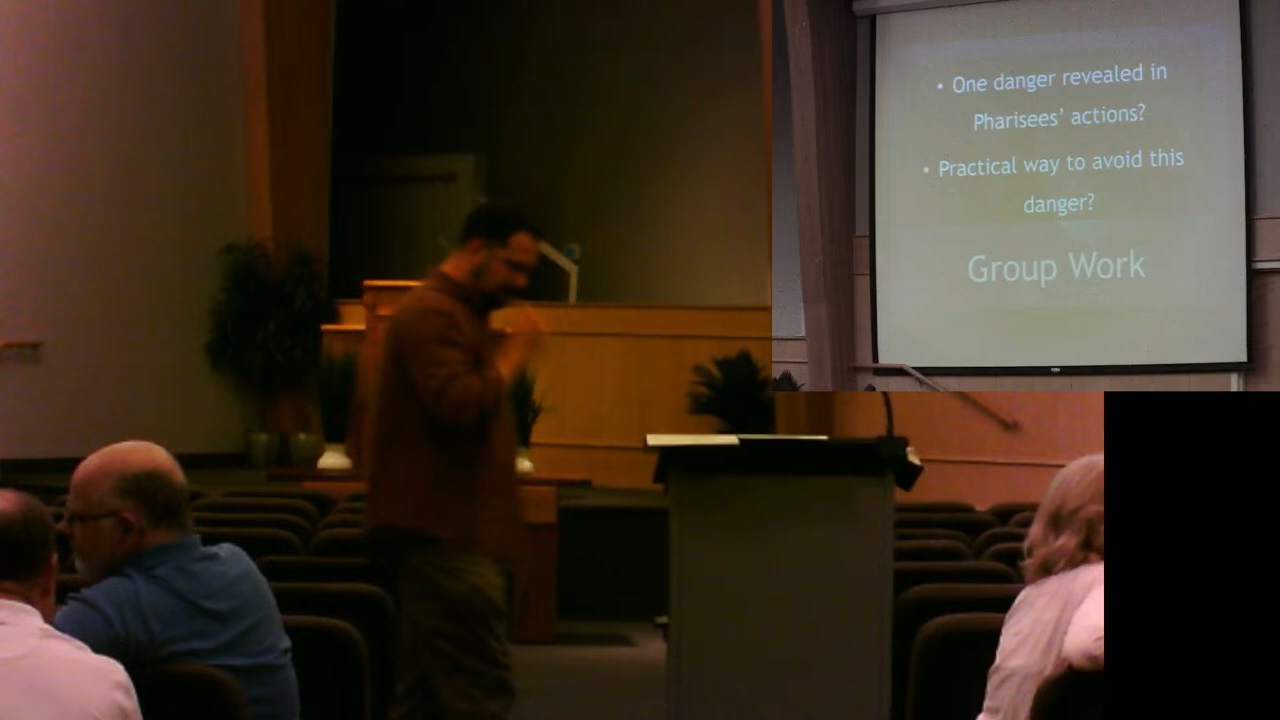 • One danger revealed in
Pharisees’ actions?
• Practical way to avoid this
danger?
Group Work